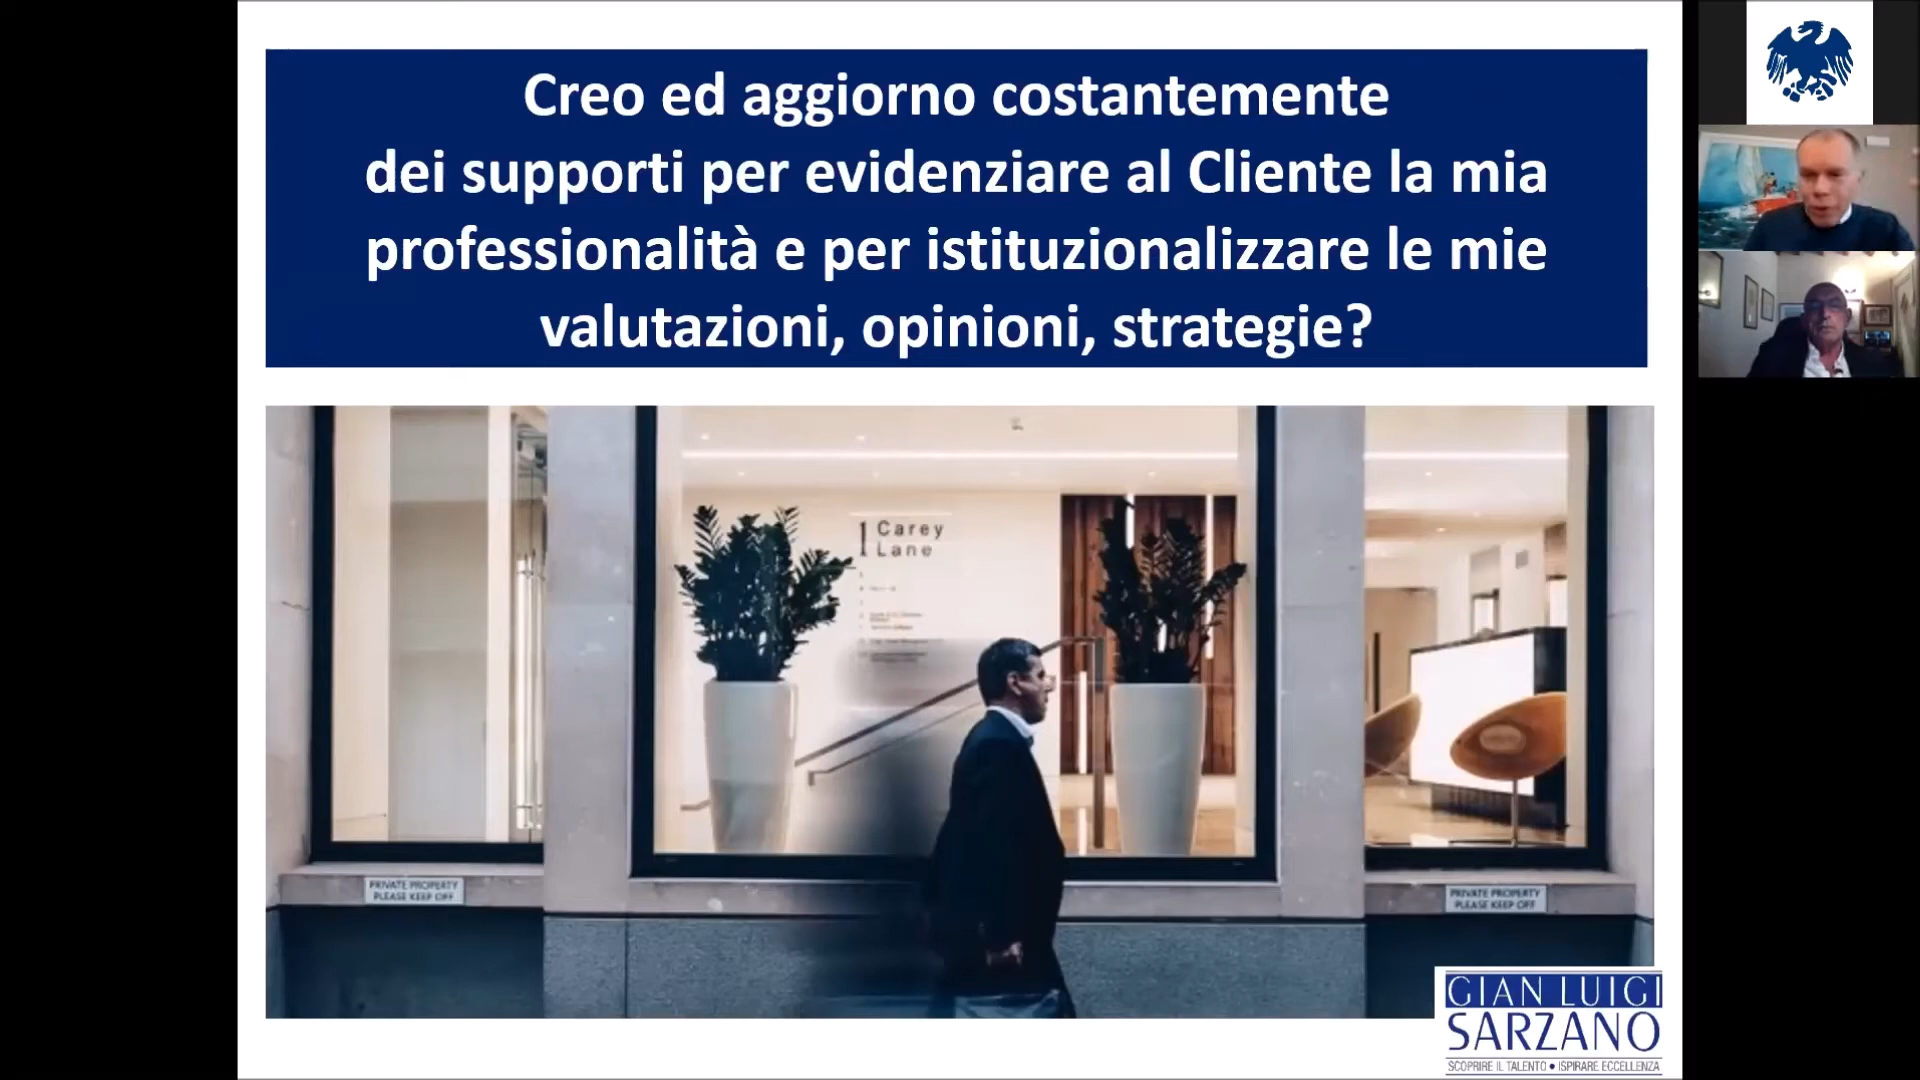 Creo ed aggiorno costantemente
dei supporti per evidenziare al Cliente la mia
professionalità e per istituzionalizzare le mie
valutazioni, opinioni, strategie?
1 Carey
Lane
PRIVATE PROPERTY
PLEASE KEEP OFF
PRIVATE PROPERTY
PLEASE KEEP OFF
GIAN LUIGI
SARZANO
SCOPRIRE IL TALENTO • ISPIRARE ECCELLENZA